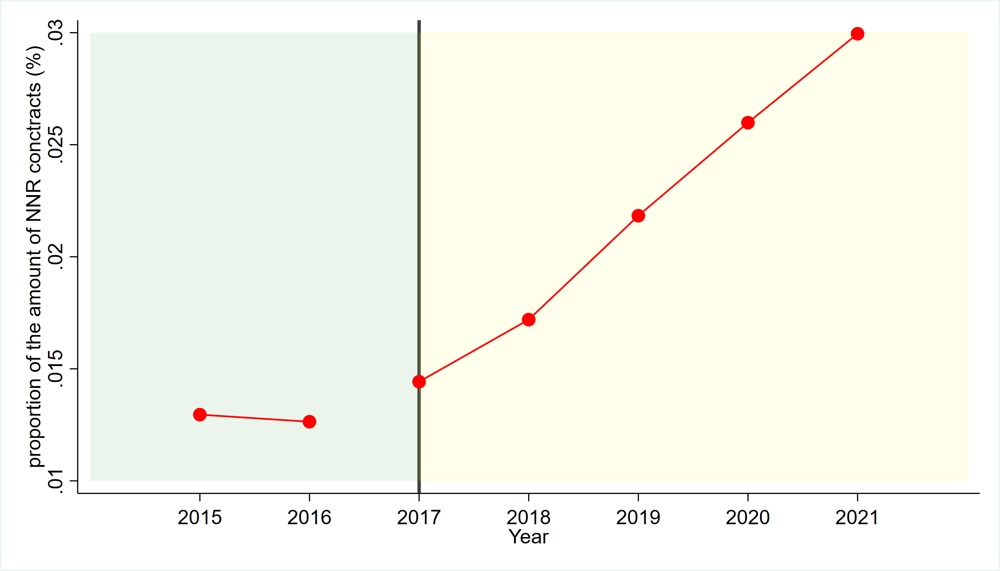 proportion of the amount of NNR conctracts (%)
.03
.025
.02
.015
.01
2015 2016 2017 2018 2019 2020 2021
Year